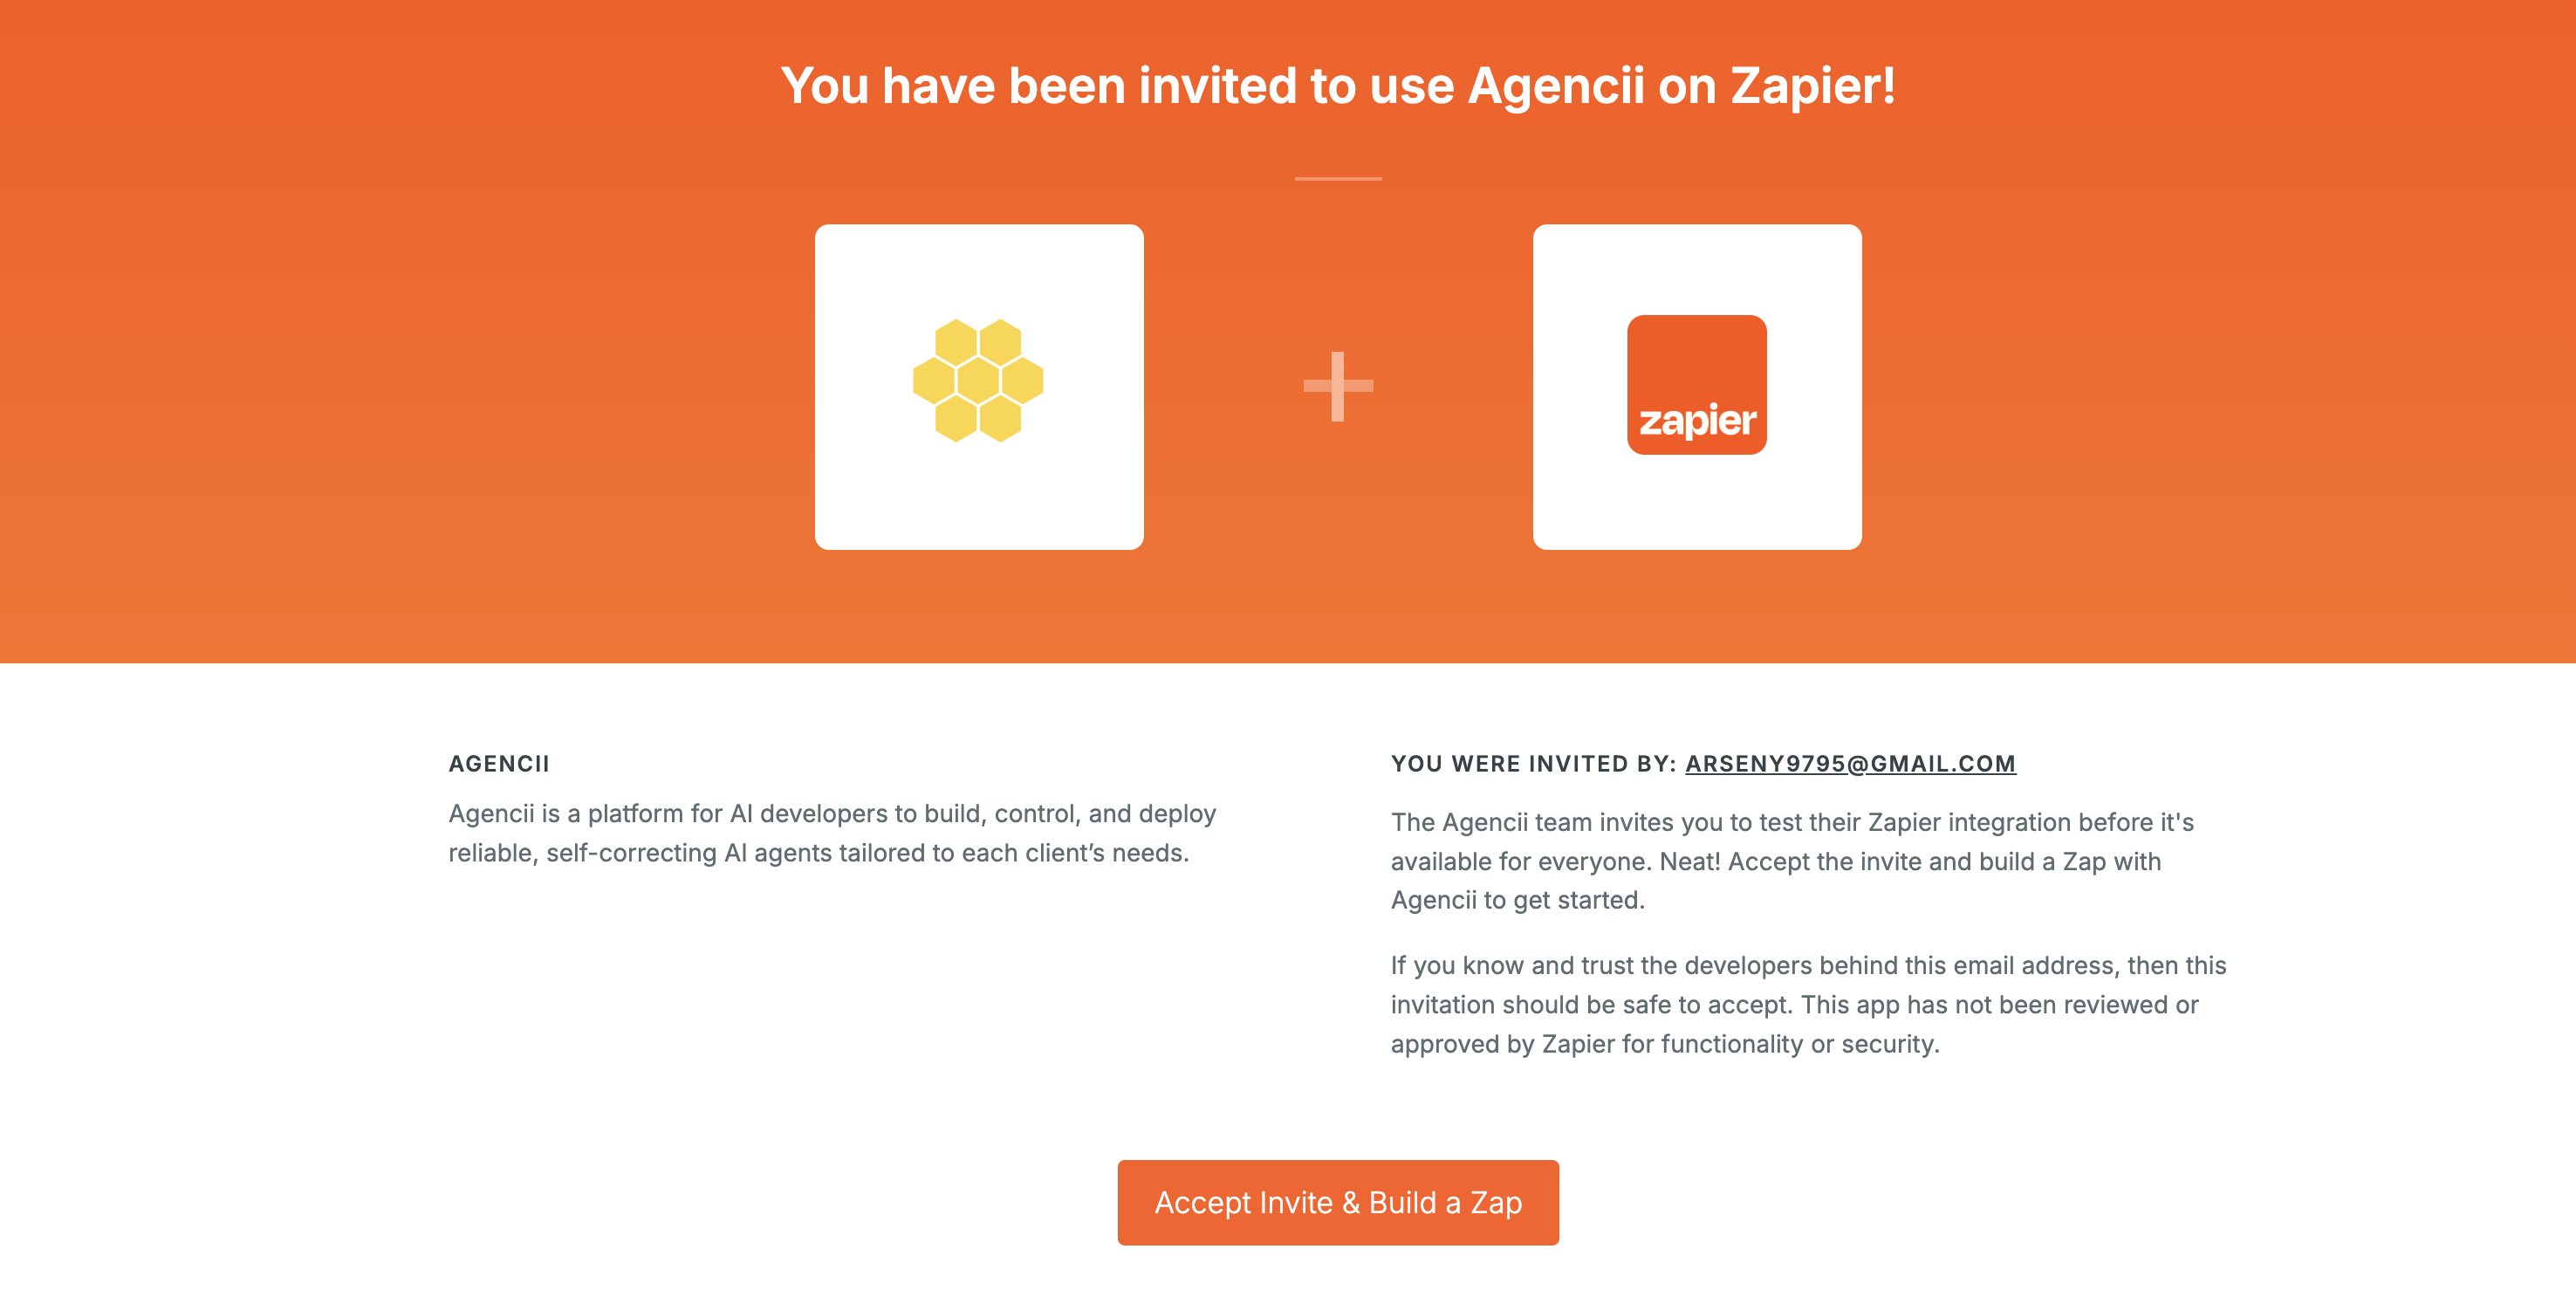 You have been invited to use Agencii on Zapier!
zapier
AGENCII
Agencii is a platform for AI developers to build, control, and deploy
reliable, self-correcting AI agents tailored to each client’s needs.
YOU WERE INVITED BY: ARSENY9795@GMAIL.COM
The Agencii team invites you to test their Zapier integration before it's
available for everyone. Neat! Accept the invite and build a Zap with
Agencii to get started.
If you know and trust the developers behind this email address, then this
invitation should be safe to accept. This app has not been reviewed or
approved by Zapier for functionality or security.
Accept Invite & Build a Zap